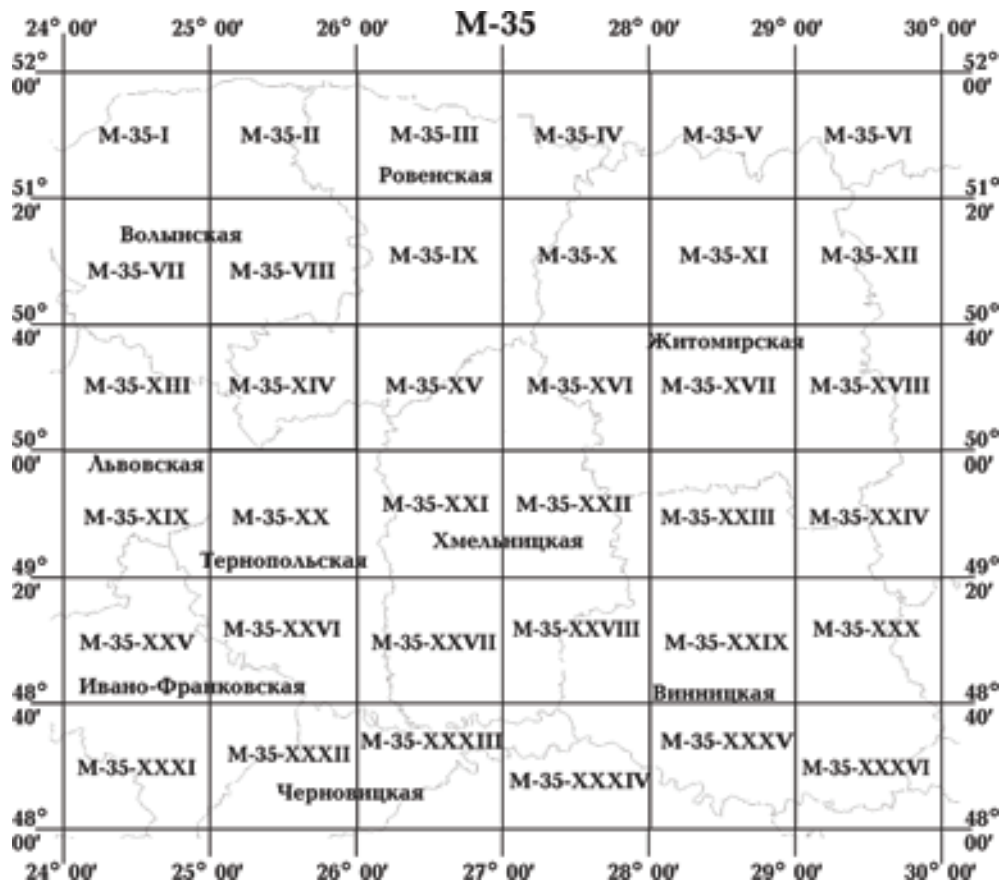 M-35
24° 00' 25° 00' 26° 00' 28° 00' 29° 00' 30° 00'
52° 00' 52° 00'
M-35-I M-35-II M-35-III M-35-IV M-35-V M-35-VI
Ровенская
51° 20' 51° 20'
Волынская
M-35-VII M-35-VIII M-35-IX M-35-X M-35-XI M-35-XII
50° 40' 50° 40'
Житомирская
M-35-XIII M-35-XIV M-35-XV M-35-XVI M-35-XVII M-35-XVIII
50° 00' 50° 00'
Львовская
M-35-XIX M-35-XX M-35-XXI M-35-XXII M-35-XXIII M-35-XXIV
Хмельницкая
Тернопольская
49° 20' 49° 20'
M-35-XXV M-35-XXVI M-35-XXVII M-35-XXVIII M-35-XXIX M-35-XXX
Ивано-Франковская Винницкая
48° 40' 48° 40'
M-35-XXXI M-35-XXXII M-35-XXXIII M-35-XXXIV M-35-XXXV M-35-XXXVI
Черновицкая
48° 00' 48° 00'
24° 00' 25° 00' 26° 00' 27° 00' 28° 00' 29° 00' 30° 00'